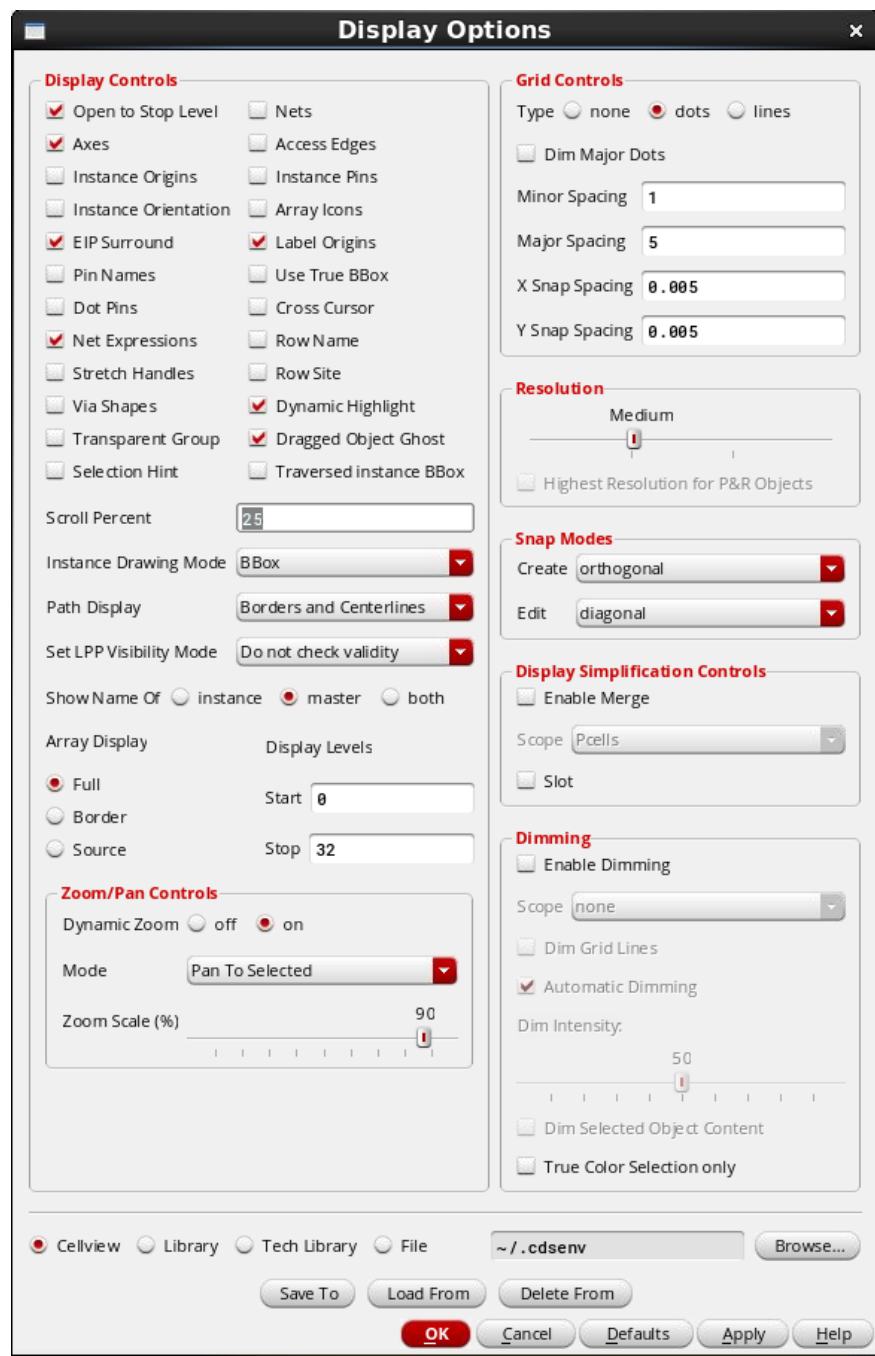 Display Options
Display Controls
Open to Stop Level
Nets
Axes
Access Edges
Instance Origins
Instance Pins
Instance Orientation
Array Icons
EIP Surround
Label Origins
Pin Names
Use True BBox
Dot Pins
Cross Cursor
Net Expressions
Row Name
Stretch Handles
Row Site
Via Shapes
Dynamic Highlight
Transparent Group
Dragged Object Ghost
Selection Hint
Traversed instance BBox
Scroll Percent 25
Instance Drawing Mode BBox
Path Display Borders and Centerlines
Set LPP Visibility Mode Do not check validity
Show Name Of instance master both
Array Display
Full
Border
Source
Display Levels
Start 0
Stop 32
Zoom/Pan Controls
Dynamic Zoom off on
Mode Pan To Selected
90
Zoom Scale (%)
Grid Controls
Type none dots lines
Dim Major Dots
Minor Spacing 1
Major Spacing 5
X Snap Spacing 0.005
Y Snap Spacing 0.005
Resolution
Medium
Highest Resolution for P&R Objects
Snap Modes
Create orthogonal
Edit diagonal
Display Simplification Controls
Enable Merge
Scope Pcells
Slot
Dimming
Enable Dimming
Scope none
Dim Grid Lines
Automatic Dimming
Dim Intensity:
50
Dim Selected Object Content
True Color Selection only
Cellview Library Tech Library File ~/.cdsenv Browse...
Save To Load From Delete From
OK Cancel Defaults Apply Help